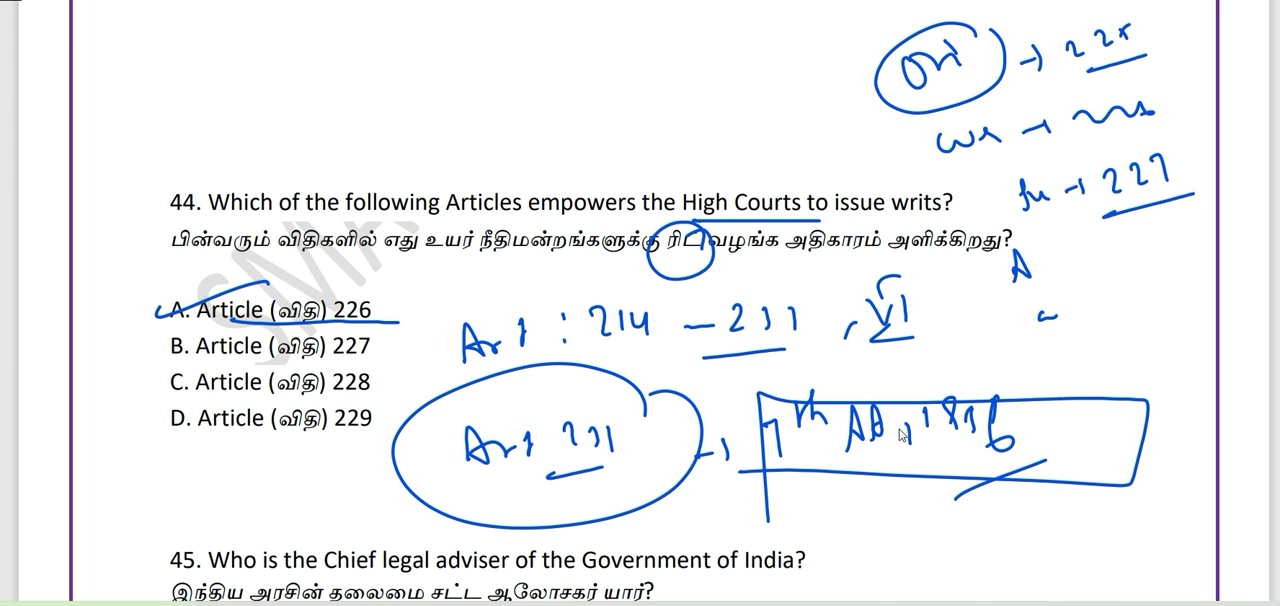 → 22
→ 227
44. Which of the following Articles empowers the High Courts to issue writs?
பின்வரும் விதிகளில் எது உயர் நீதிமன்றங்களுக்கு ரிட் வழங்க அதிகாரம் அளிக்கிறது?
A. Article (விதி) 226
Art : 214 – 231, VI
B. Article (விதி) 227
C. Article (விதி) 228
D. Article (விதி) 229
Art 231 → 7th
45. Who is the Chief legal adviser of the Government of India?
இந்திய அரசின் தலைமை சட்ட ஆலோசகர் யார்?